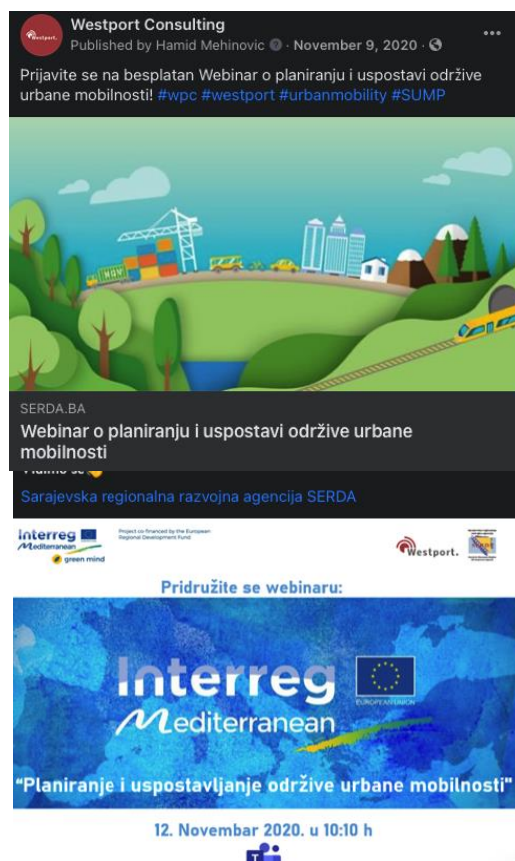 Westport.
Westport Consulting
Published by Hamid Mehinovic · November 9, 2020 ·
Prijavite se na besplatan Webinar o planiranju i uspostavi održive
urbane mobilnosti! #wpc #westport #urbanmobility #SUMP
SERDA.BA
Webinar o planiranju i uspostavi održive urbane
mobilnosti
Vidimo se
Sarajevska regionalna razvojna agencija SERDA
Interreg
Mediterranean
green mind
Project co-financed by the European
Regional Development Fund
Westport.
Pridružite se webinaru:
Interreg
EUROPEAN UNION
Mediterranean
"Planiranje i uspostavljanje održive urbane mobilnosti"
12. Novembar 2020. u 10:10 h
T